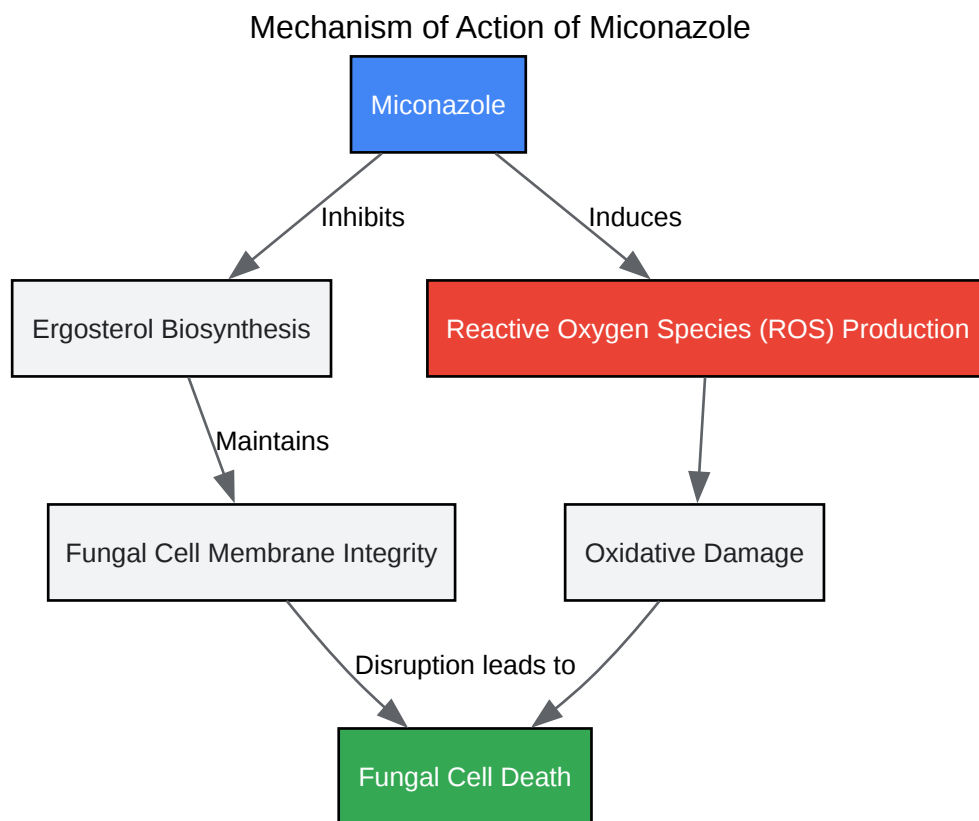 Mechanism of Action of Miconazole
Miconazole
Inhibits
Induces
Ergosterol Biosynthesis
Reactive Oxygen Species (ROS) Production
Maintains
Fungal Cell Membrane Integrity
Oxidative Damage
Disruption leads to
Fungal Cell Death